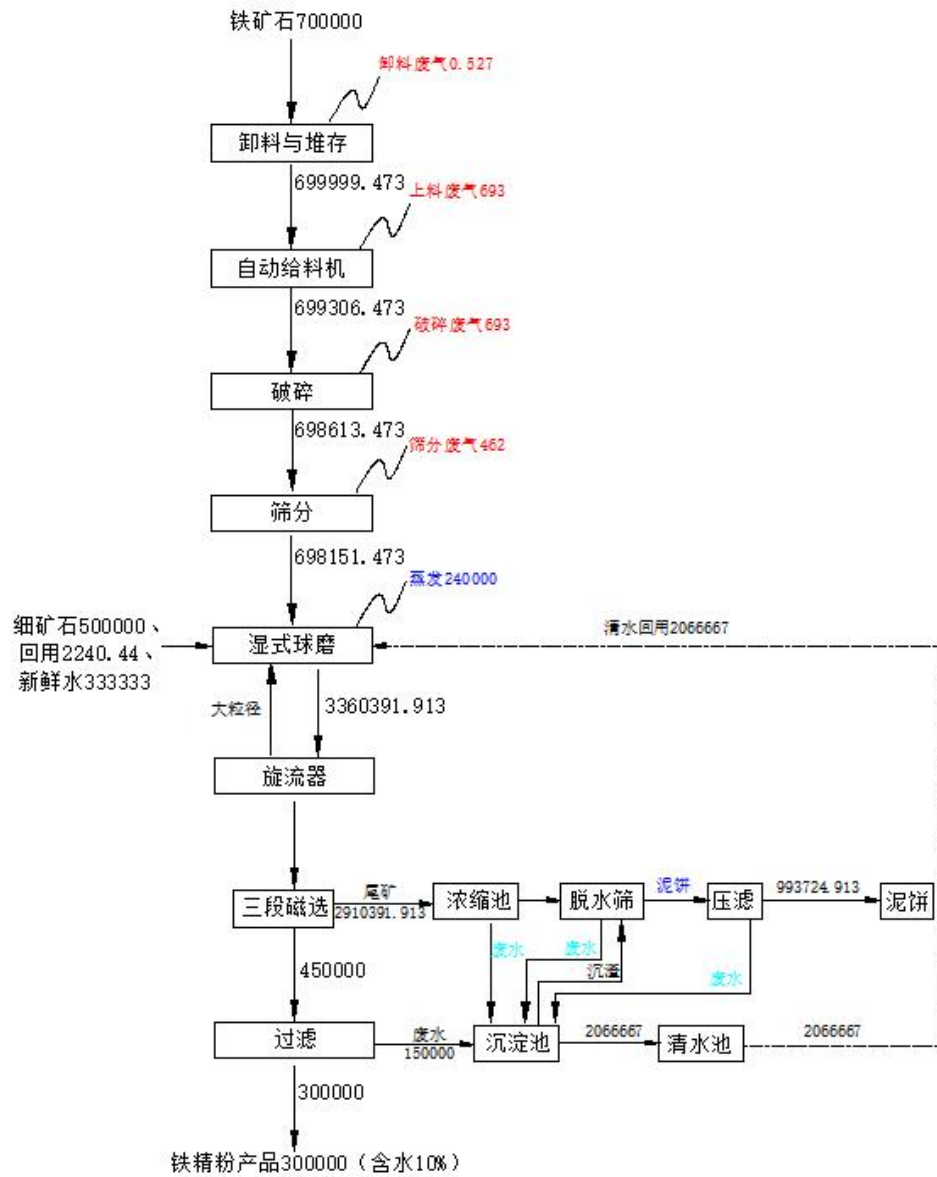 铁矿石700000
卸料废气0.527
卸料与堆存
699999.473
上料废气693
自动给料机
699306.473
破碎废气693
破碎
698613.473
筛分废气462
筛分
698151.473
蒸发240000
细矿石500000、
回用2240.44、
新鲜水333333
湿式球磨
清水回用2066667
大粒径
3360391.913
旋流器
三段磁选
尾矿
2910391.913
浓缩池
脱水筛
泥饼
压滤
993724.913
泥饼
废水
废水
沉渣
废水
450000
过滤
废水
150000
沉淀池
2066667
清水池
2066667
300000
铁精粉产品300000（含水10%）